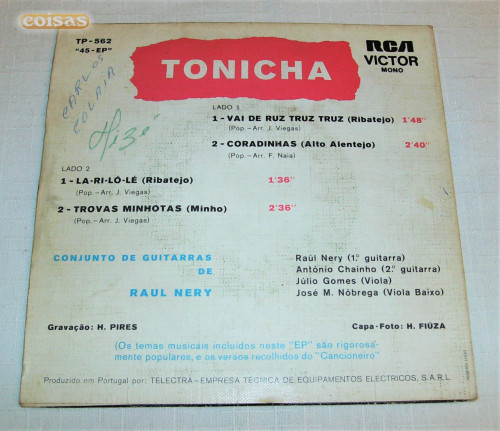 coisas
TP-562
"45-EP"
CARLOS
COLAÇA
TONICHA
RCA
VICTOR
MONO
LADO 1
1 - VAI DE RUZ TRUZ TRUZ (Ribatejo) 1'48"
(Pop. - Arr. J. Viegas)
2 - CORADINHAS (Alto Alentejo) 2'40"
(Pop. - Arr. F. Naia)
LADO 2
1 - LA-RI-LÓ-LÉ (Ribatejo) 1'36"
(Pop. - Arr. J. Viegas)
2 - TROVAS MINHOTAS (Minho) 2'36"
(Pop. - Arr. J. Viegas)
CONJUNTO DE GUITARRAS
DE
RAUL NERY
Raúl Nery (1.ª guitarra)
António Chainho (2.ª guitarra)
Júlio Gomes (Viola)
José M. Nóbrega (Viola Baixo)
Gravação: H. PIRES
Capa-Foto: H. FIÚZA
(Os temas musicais incluidos neste "EP" são rigorosa-
mente populares, e os versos recolhidos do "Cancioneiro"
Produzido em Portugal por: TELECTRA-EMPRESA TÉCNICA DE EQUIPAMENTOS ELÉCTRICOS, S.A.R.L.